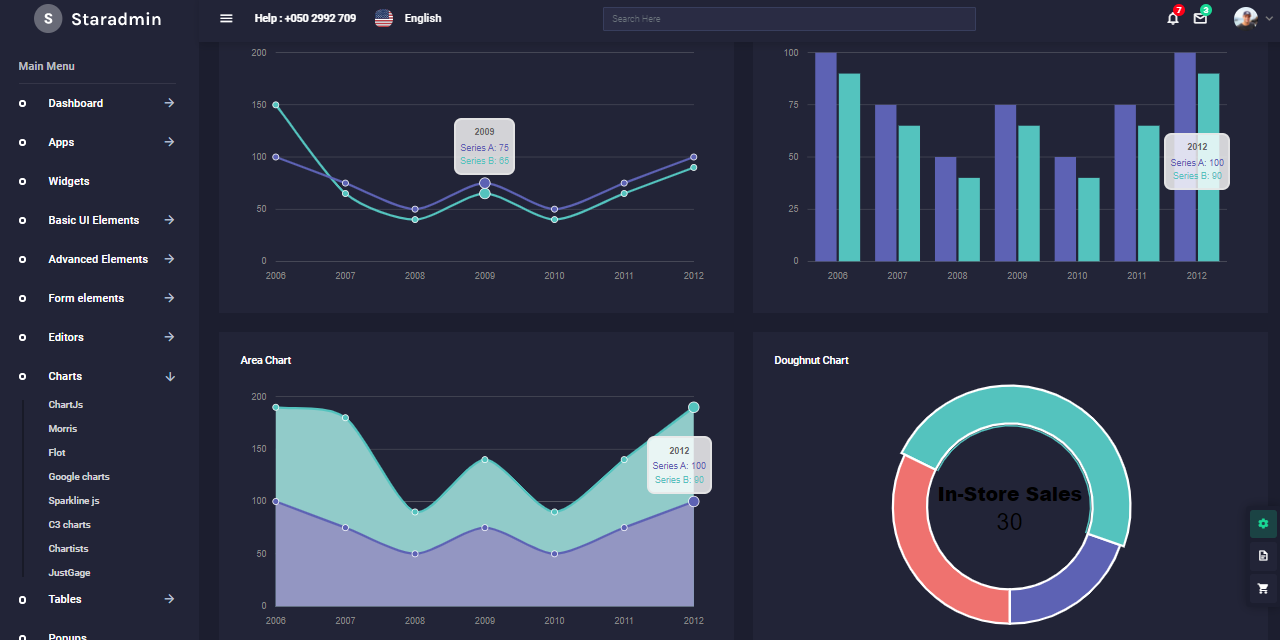 S Staradmin
Help : +050 2992 709
English
Search Here
7
3
Main Menu
Dashboard
Apps
Widgets
Basic UI Elements
Advanced Elements
Form elements
Editors
Charts
ChartJs
Morris
Flot
Google charts
Sparkline js
C3 charts
Chartists
JustGage
Tables
Popups
200
150
100
50
0
2006 2007 2008 2009 2010 2011 2012
2009
Series A: 75
Series B: 65
100
75
50
25
0
2006 2007 2008 2009 2010 2011 2012
2012
Series A: 100
Series B: 90
Area Chart
200
150
100
50
0
2006 2007 2008 2009 2010 2011 2012
2012
Series A: 100
Series B: 90
Doughnut Chart
In-Store Sales
30